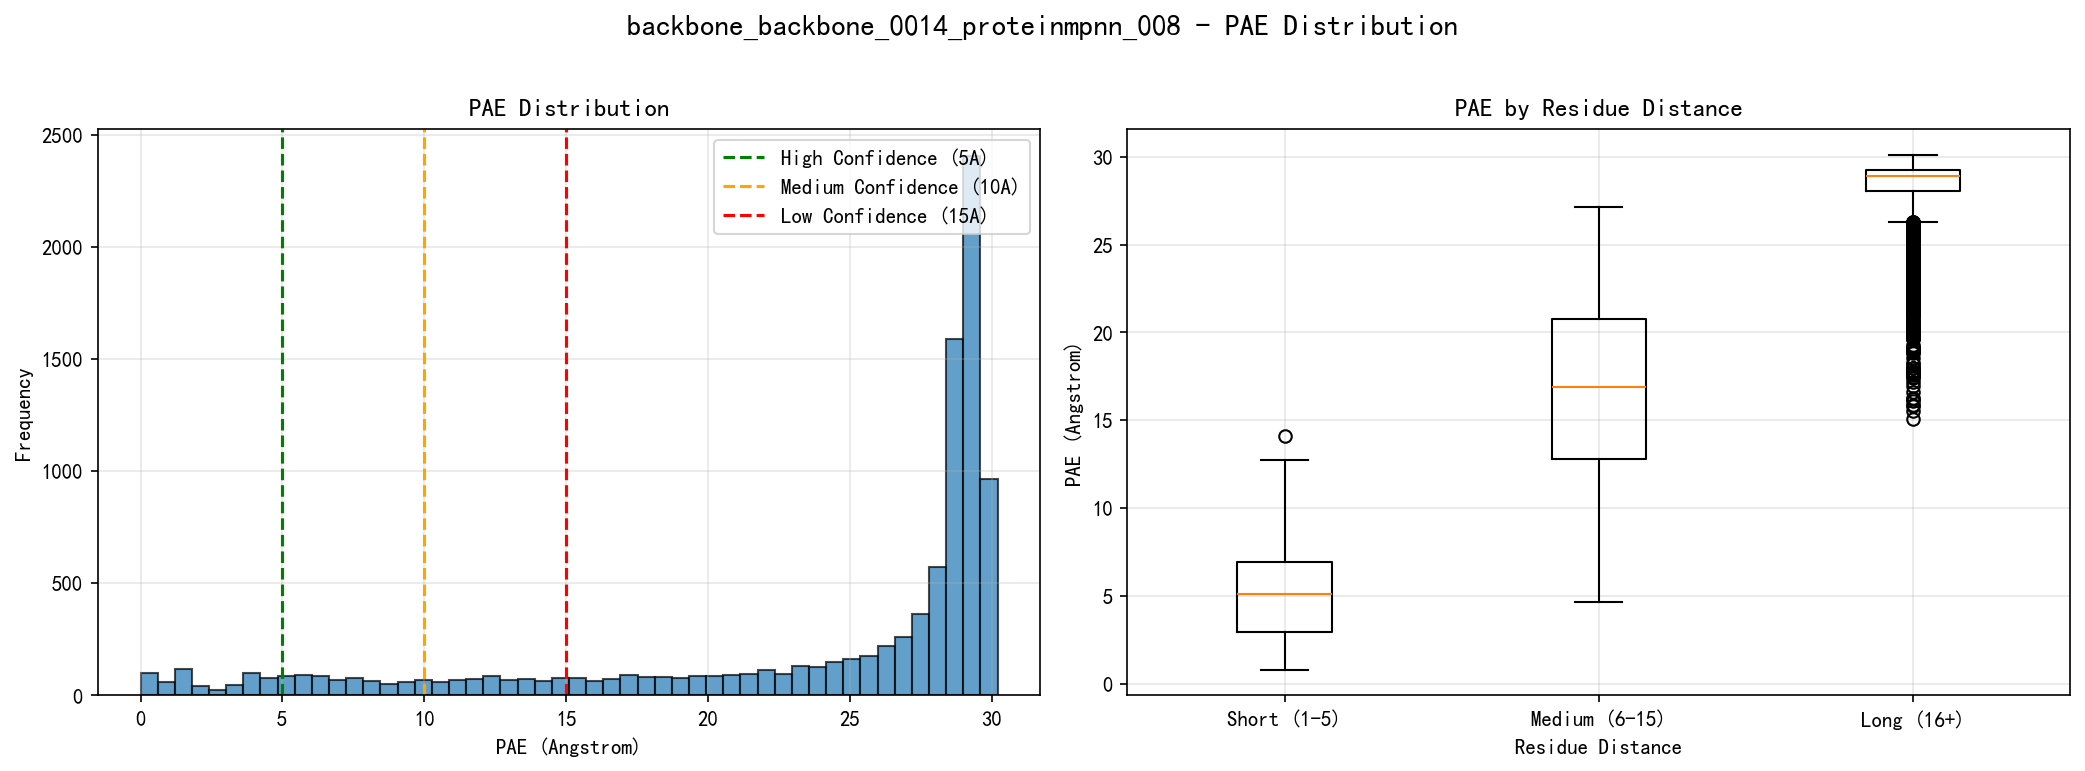 backbone_backbone_0014_proteinmpnn_008 - PAE Distribution
PAE Distribution
2500
2000
1500
1000
500
0
Frequency
High Confidence (5A)
Medium Confidence (10A)
Low Confidence (15A)
0 5 10 15 20 25 30
PAE (Angstrom)
PAE by Residue Distance
30
25
20
15
10
5
0
PAE (Angstrom)
Short (1-5) Medium (6-15) Long (16+)
Residue Distance